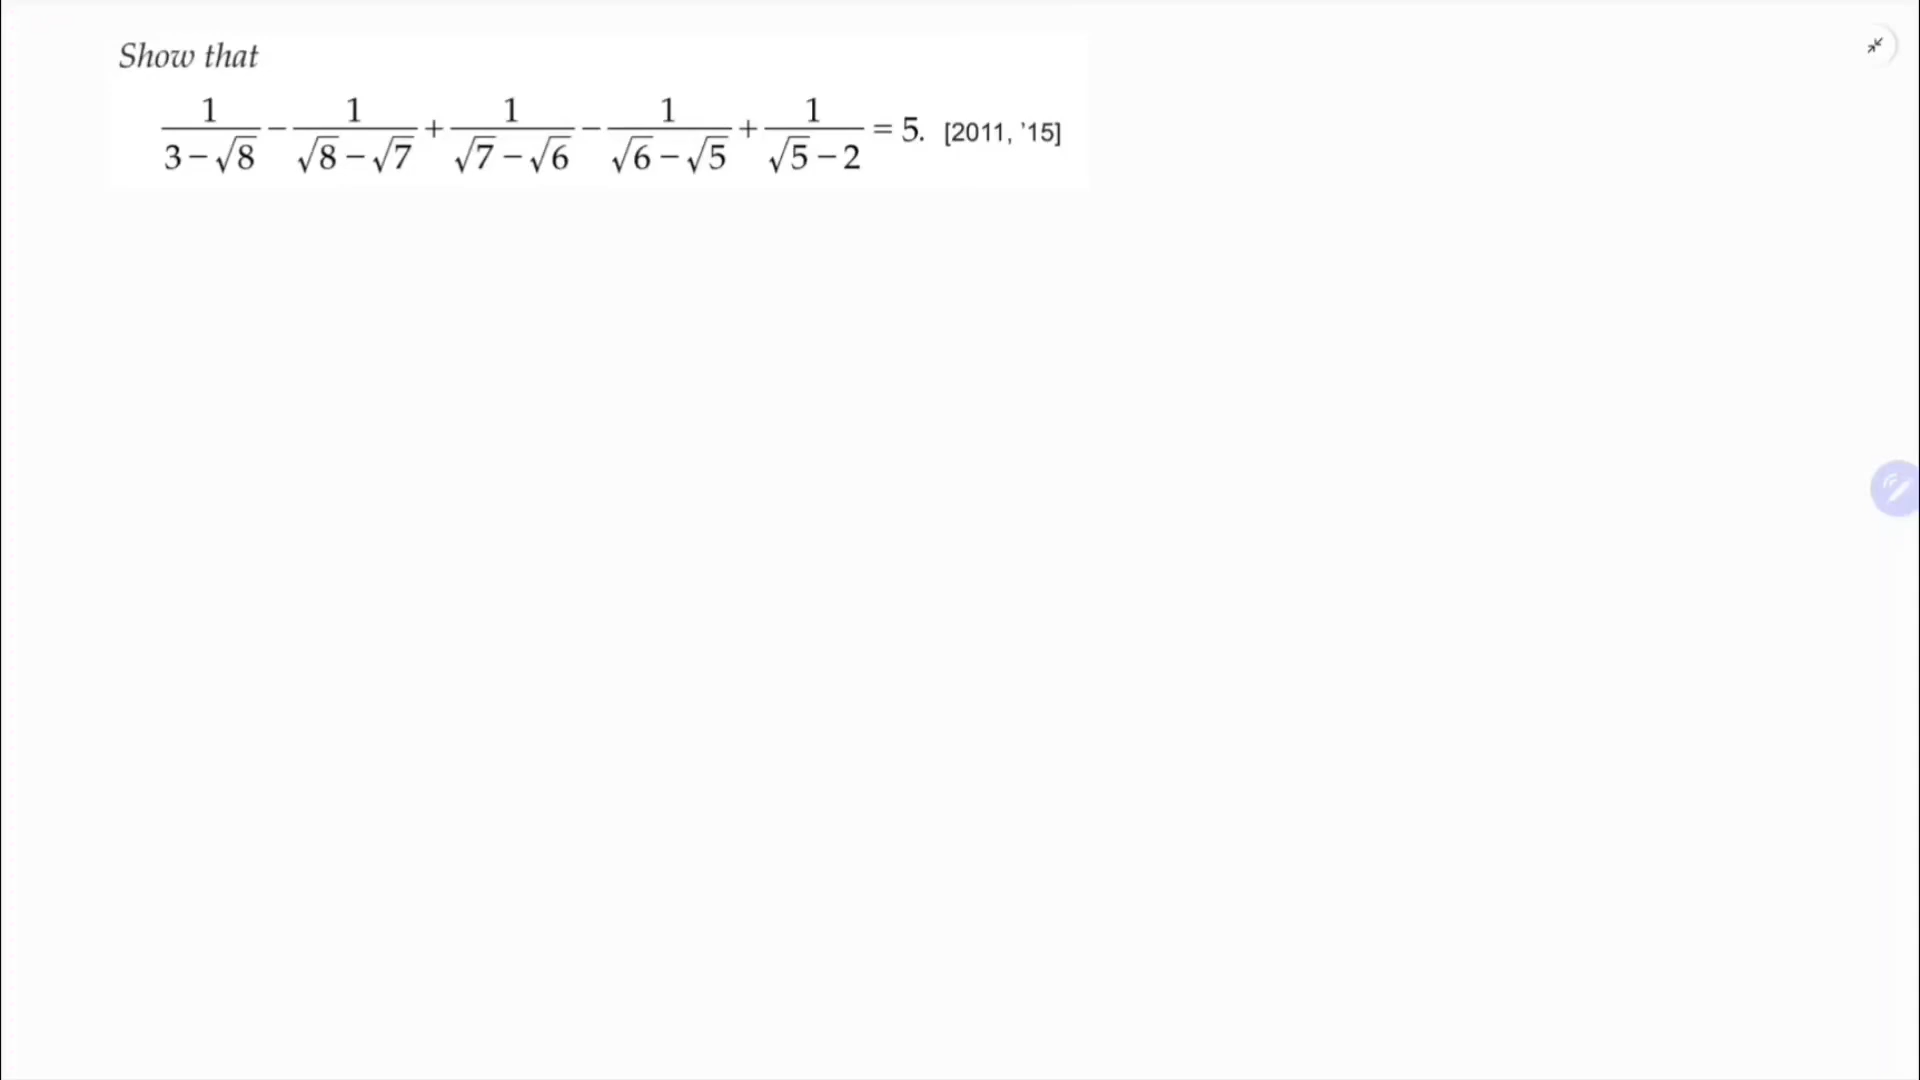 Show that
1/(3−√8) − 1/(√8−√7) + 1/(√7−√6) − 1/(√6−√5) + 1/(√5−2) = 5. [2011, ’15]